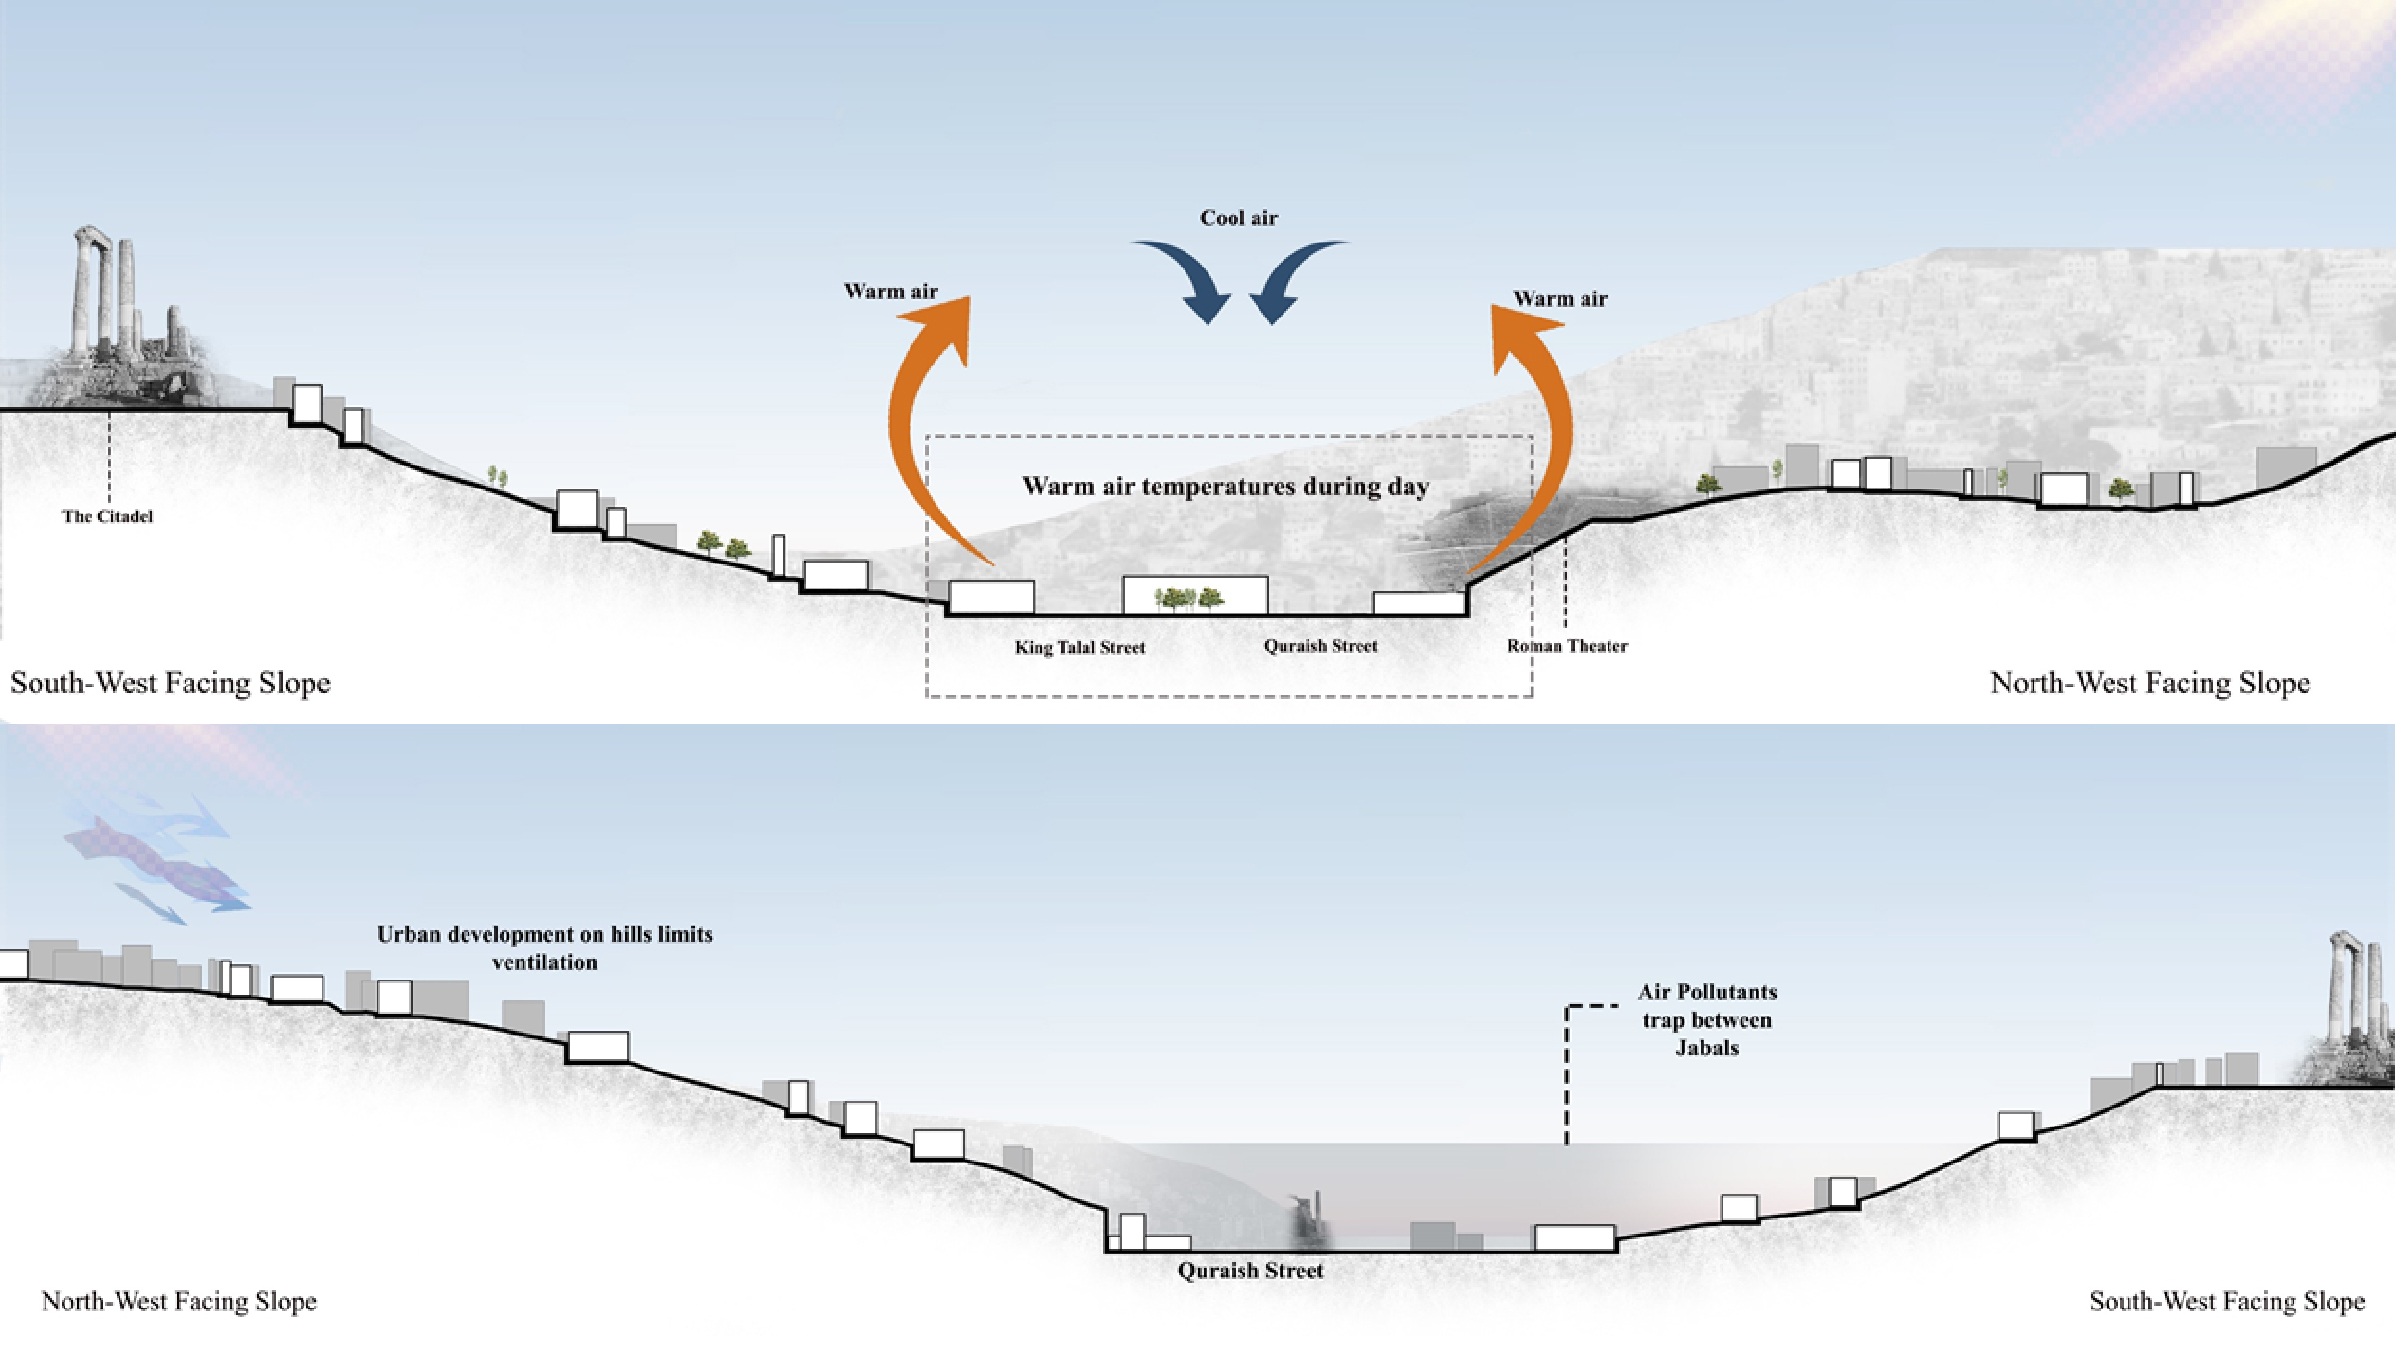 Cool air
Warm air
Warm air
Warm air temperatures during day
The Citadel
King Talal Street
Quraish Street
Roman Theater
South-West Facing Slope
North-West Facing Slope
Urban development on hills limits
ventilation
Air Pollutants
trap between
Jabals
Quraish Street
North-West Facing Slope
South-West Facing Slope